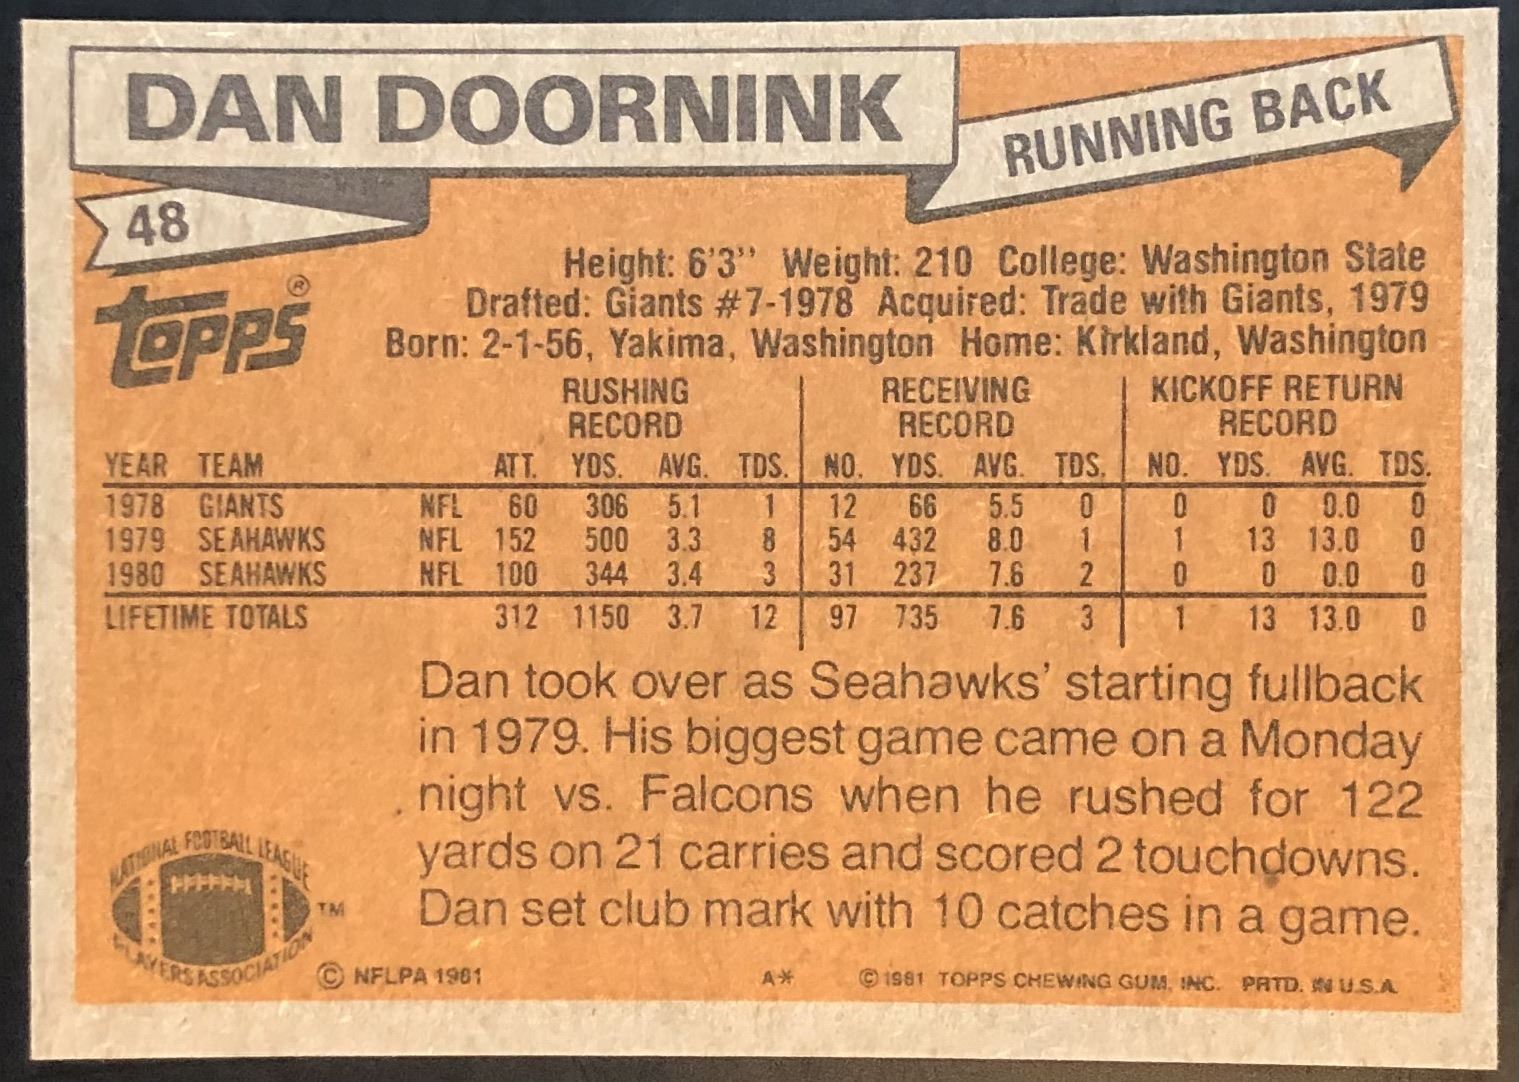 DAN DOORNINK
RUNNING BACK
48
TOPPS ®
Height: 6'3" Weight: 210 College: Washington State
Drafted: Giants #7-1978 Acquired: Trade with Giants, 1979
Born: 2-1-56, Yakima, Washington Home: Kirkland, Washington
RUSHING RECEIVING KICKOFF RETURN
RECORD RECORD RECORD
YEAR TEAM ATT. YDS. AVG. TDS. NO. YDS. AVG. TDS. NO. YDS. AVG. TDS.
1978 GIANTS NFL 60 306 5.1 1 12 66 5.5 0 0 0 0.0 0
1979 SEAHAWKS NFL 152 500 3.3 8 54 432 8.0 1 1 13 13.0 0
1980 SEAHAWKS NFL 100 344 3.4 3 31 237 7.6 2 0 0 0.0 0
LIFETIME TOTALS 312 1150 3.7 12 97 735 7.6 3 1 13 13.0 0
Dan took over as Seahawks' starting fullback
in 1979. His biggest game came on a Monday
night vs. Falcons when he rushed for 122
yards on 21 carries and scored 2 touchdowns.
Dan set club mark with 10 catches in a game.
NATIONAL FOOTBALL LEAGUE
PLAYERS ASSOCIATION
TM
© NFLPA 1981 A* © 1981 TOPPS CHEWING GUM, INC. PRTD. IN U.S.A.